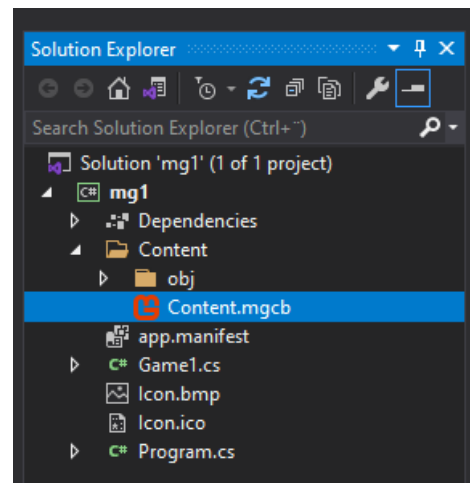 Solution Explorer
Search Solution Explorer (Ctrl+¨)
Solution 'mg1' (1 of 1 project)
C# mg1
Dependencies
Content
obj
Content.mgcb
app.manifest
C# Game1.cs
Icon.bmp
Icon.ico
C# Program.cs